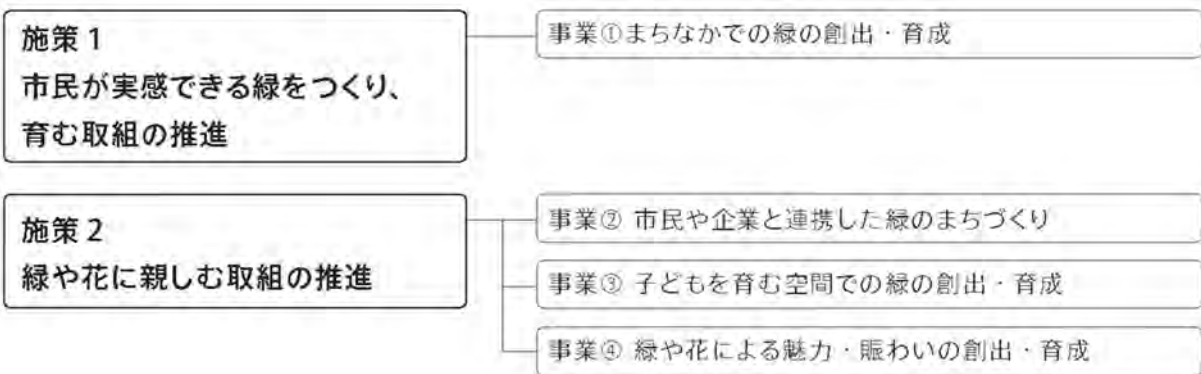 施策 1
市民が実感できる緑をつくり、
育む取組の推進
事業①まちなかでの緑の創出・育成
施策 2
緑や花に親しむ取組の推進
事業② 市民や企業と連携した緑のまちづくり
事業③ 子どもを育む空間での緑の創出・育成
事業④ 緑や花による魅力・賑わいの創出・育成